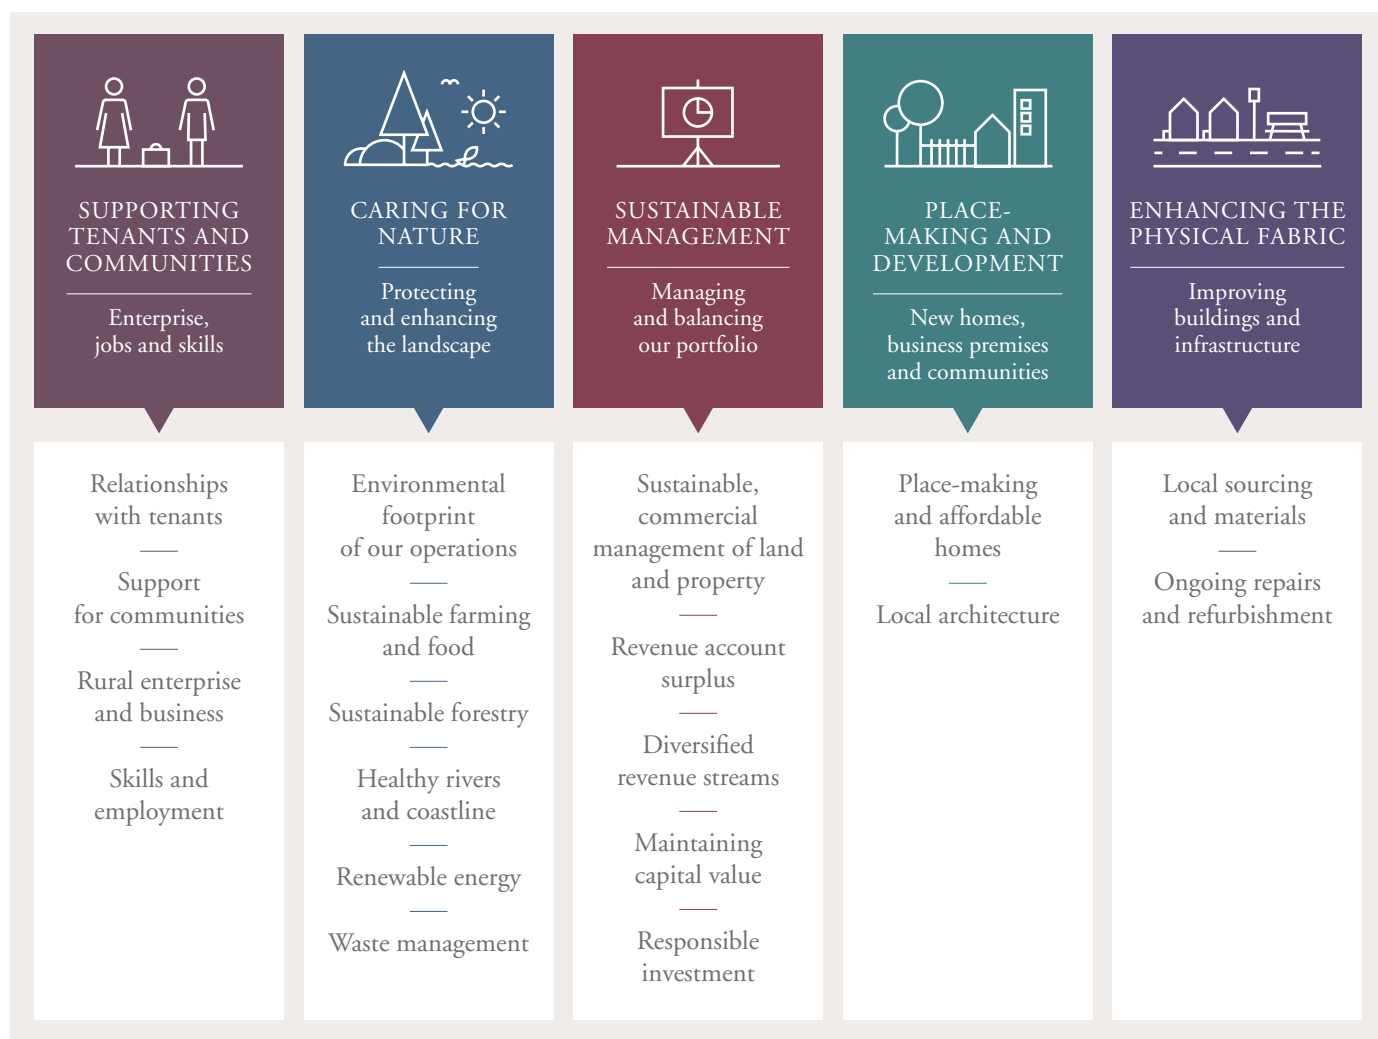 SUPPORTING
TENANTS AND
COMMUNITIES
Enterprise,
jobs and skills
Relationships
with tenants
Support
for communities
Rural enterprise
and business
Skills and
employment
CARING FOR
NATURE
Protecting
and enhancing
the landscape
Environmental
footprint
of our operations
Sustainable farming
and food
Sustainable forestry
Healthy rivers
and coastline
Renewable energy
Waste management
SUSTAINABLE
MANAGEMENT
Managing
and balancing
our portfolio
Sustainable,
commercial
management of land
and property
Revenue account
surplus
Diversified
revenue streams
Maintaining
capital value
Responsible
investment
PLACE-
MAKING AND
DEVELOPMENT
New homes,
business premises
and communities
Place-making
and affordable
homes
Local architecture
ENHANCING THE
PHYSICAL FABRIC
Improving
buildings and
infrastructure
Local sourcing
and materials
Ongoing repairs
and refurbishment